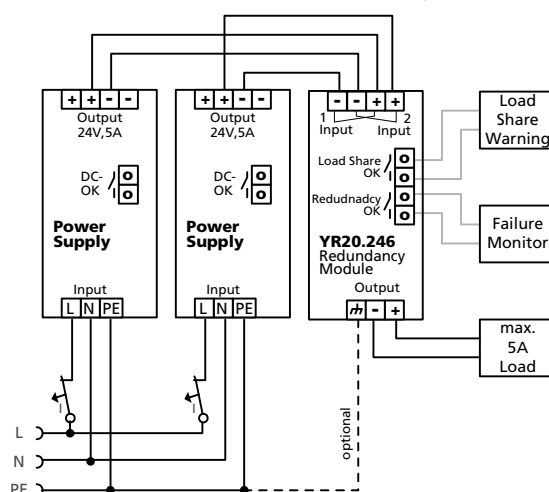 + + - -
Output
24V,5A
DC-
OK
Power
Supply
Input
L N PE
+ + - -
Output
24V,5A
DC-
OK
Power
Supply
Input
L N PE
- - + +
1 2
Input Input
Load Share
OK
Redudnadcy
OK
YR20.246
Redundancy
Module
Output
- +
Load
Share
Warning
Failure
Monitor
max.
5A
Load
I
I
optional
L
N
PE